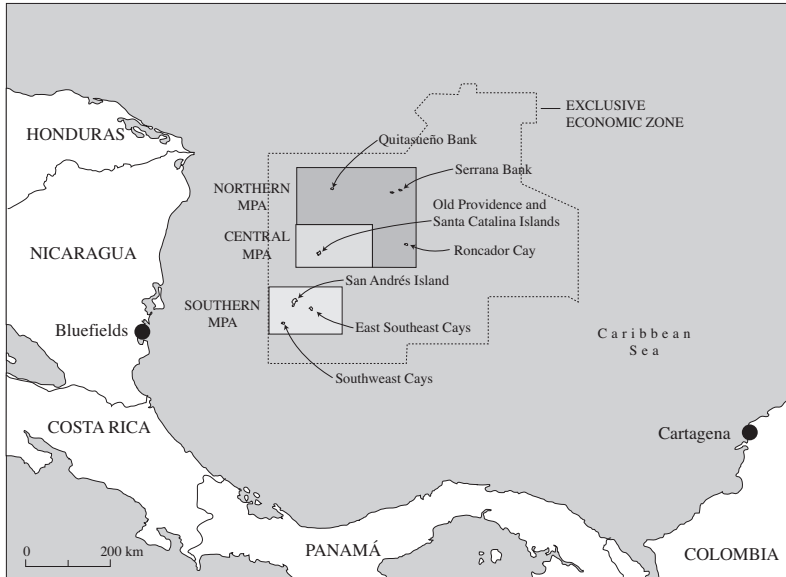 EXCLUSIVE
ECONOMIC ZONE
HONDURAS
Quitasueño Bank
Serrana Bank
NORTHERN
MPA
Old Providence and
Santa Catalina Islands
CENTRAL
MPA
NICARAGUA
Roncador Cay
San Andrés Island
SOUTHERN
MPA
Bluefields
East Southeast Cays
Caribbean
Sea
Southwest Cays
COSTA RICA
Cartagena
0 200 km
PANAMÁ
COLOMBIA